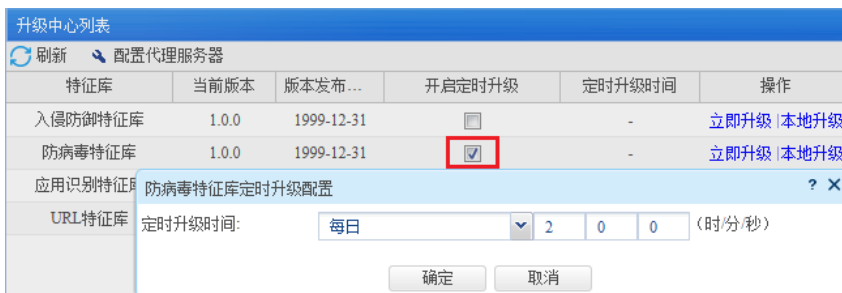 升级中心列表
刷新 配置代理服务器
特征库 当前版本 版本发布... 开启定时升级 定时升级时间 操作
入侵防御特征库 1.0.0 1999-12-31 - 立即升级 |本地升级
防病毒特征库 1.0.0 1999-12-31 - 立即升级 |本地升级
应用识别特征库
防病毒特征库定时升级配置 ? X
URL特征库
定时升级时间: 每日 2 0 0 (时/分/秒)
确定 取消